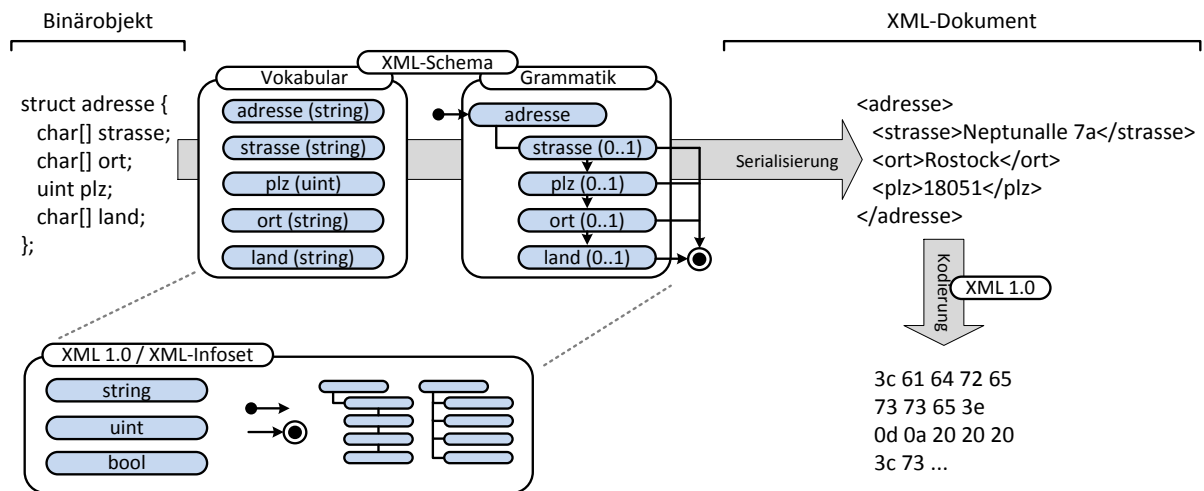 Binärobjekt
XML-Dokument
XML-Schema
Vokabular
Grammatik
struct adresse {
char[] strasse;
char[] ort;
uint plz;
char[] land;
};
adresse (string)
strasse (string)
plz (uint)
ort (string)
land (string)
adresse
strasse (0..1)
plz (0..1)
ort (0..1)
land (0..1)
Serialisierung
<adresse>
<strasse>Neptunalle 7a</strasse>
<ort>Rostock</ort>
<plz>18051</plz>
</adresse>
Kodierung
XML 1.0
XML 1.0 / XML-Infoset
string
uint
bool
3c 61 64 72 65
73 73 65 3e
0d 0a 20 20 20
3c 73 ...